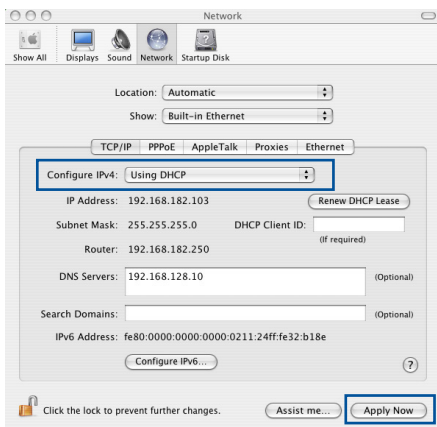 Network
Show All Displays Sound Network Startup Disk
Location: Automatic
Show: Built-in Ethernet
TCP/IP PPPoE AppleTalk Proxies Ethernet
Configure IPv4: Using DHCP
IP Address: 192.168.182.103 Renew DHCP Lease
Subnet Mask: 255.255.255.0 DHCP Client ID:
(If required)
Router: 192.168.182.250
DNS Servers: 192.168.128.10 (Optional)
Search Domains: (Optional)
IPv6 Address: fe80:0000:0000:0000:0211:24ff:fe32:b18e
Configure IPv6... ?
Click the lock to prevent further changes. Assist me... Apply Now